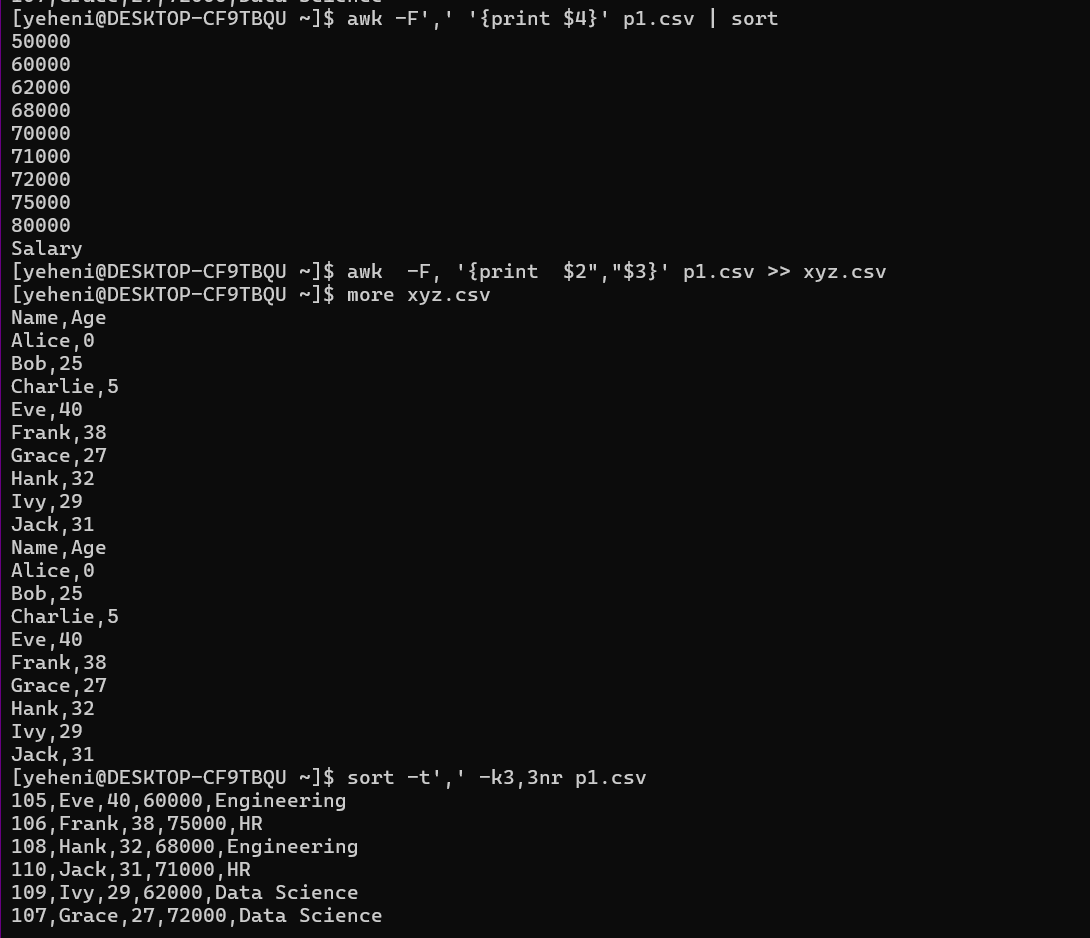 107,Grace,27,72000,Data Science
[yeheni@DESKTOP-CF9TBQU ~]$ awk -F',' '{print $4}' p1.csv | sort
50000
60000
62000
68000
70000
71000
72000
75000
80000
Salary
[yeheni@DESKTOP-CF9TBQU ~]$ awk  -F, '{print  $2","$3}' p1.csv >> xyz.csv
[yeheni@DESKTOP-CF9TBQU ~]$ more xyz.csv
Name,Age
Alice,0
Bob,25
Charlie,5
Eve,40
Frank,38
Grace,27
Hank,32
Ivy,29
Jack,31
Name,Age
Alice,0
Bob,25
Charlie,5
Eve,40
Frank,38
Grace,27
Hank,32
Ivy,29
Jack,31
[yeheni@DESKTOP-CF9TBQU ~]$ sort -t',' -k3,3nr p1.csv
105,Eve,40,60000,Engineering
106,Frank,38,75000,HR
108,Hank,32,68000,Engineering
110,Jack,31,71000,HR
109,Ivy,29,62000,Data Science
107,Grace,27,72000,Data Science